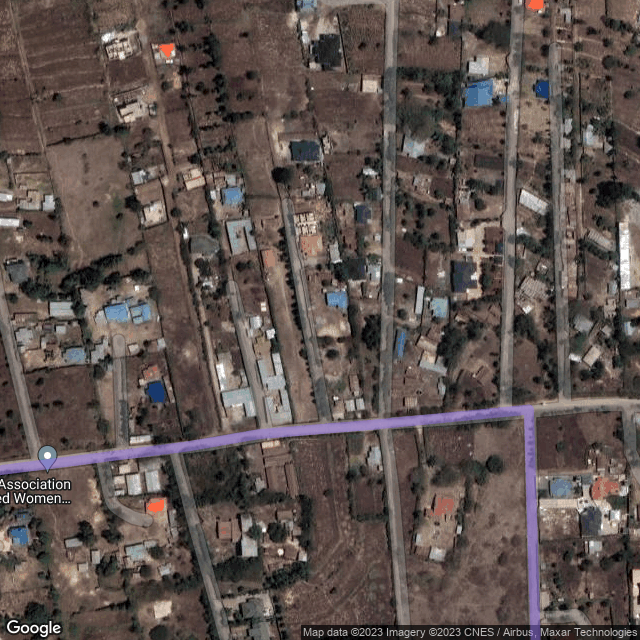 Association
ed Women...
Google
Map data ©2023 Imagery ©2023 CNES / Airbus, Maxar Technologies